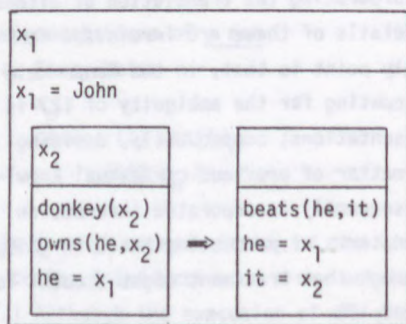 x₁
x₁ = John
x₂
donkey(x₂)
owns(he,x₂) ⇒
he = x₁
beats(he,it)
he = x₁
it = x₂